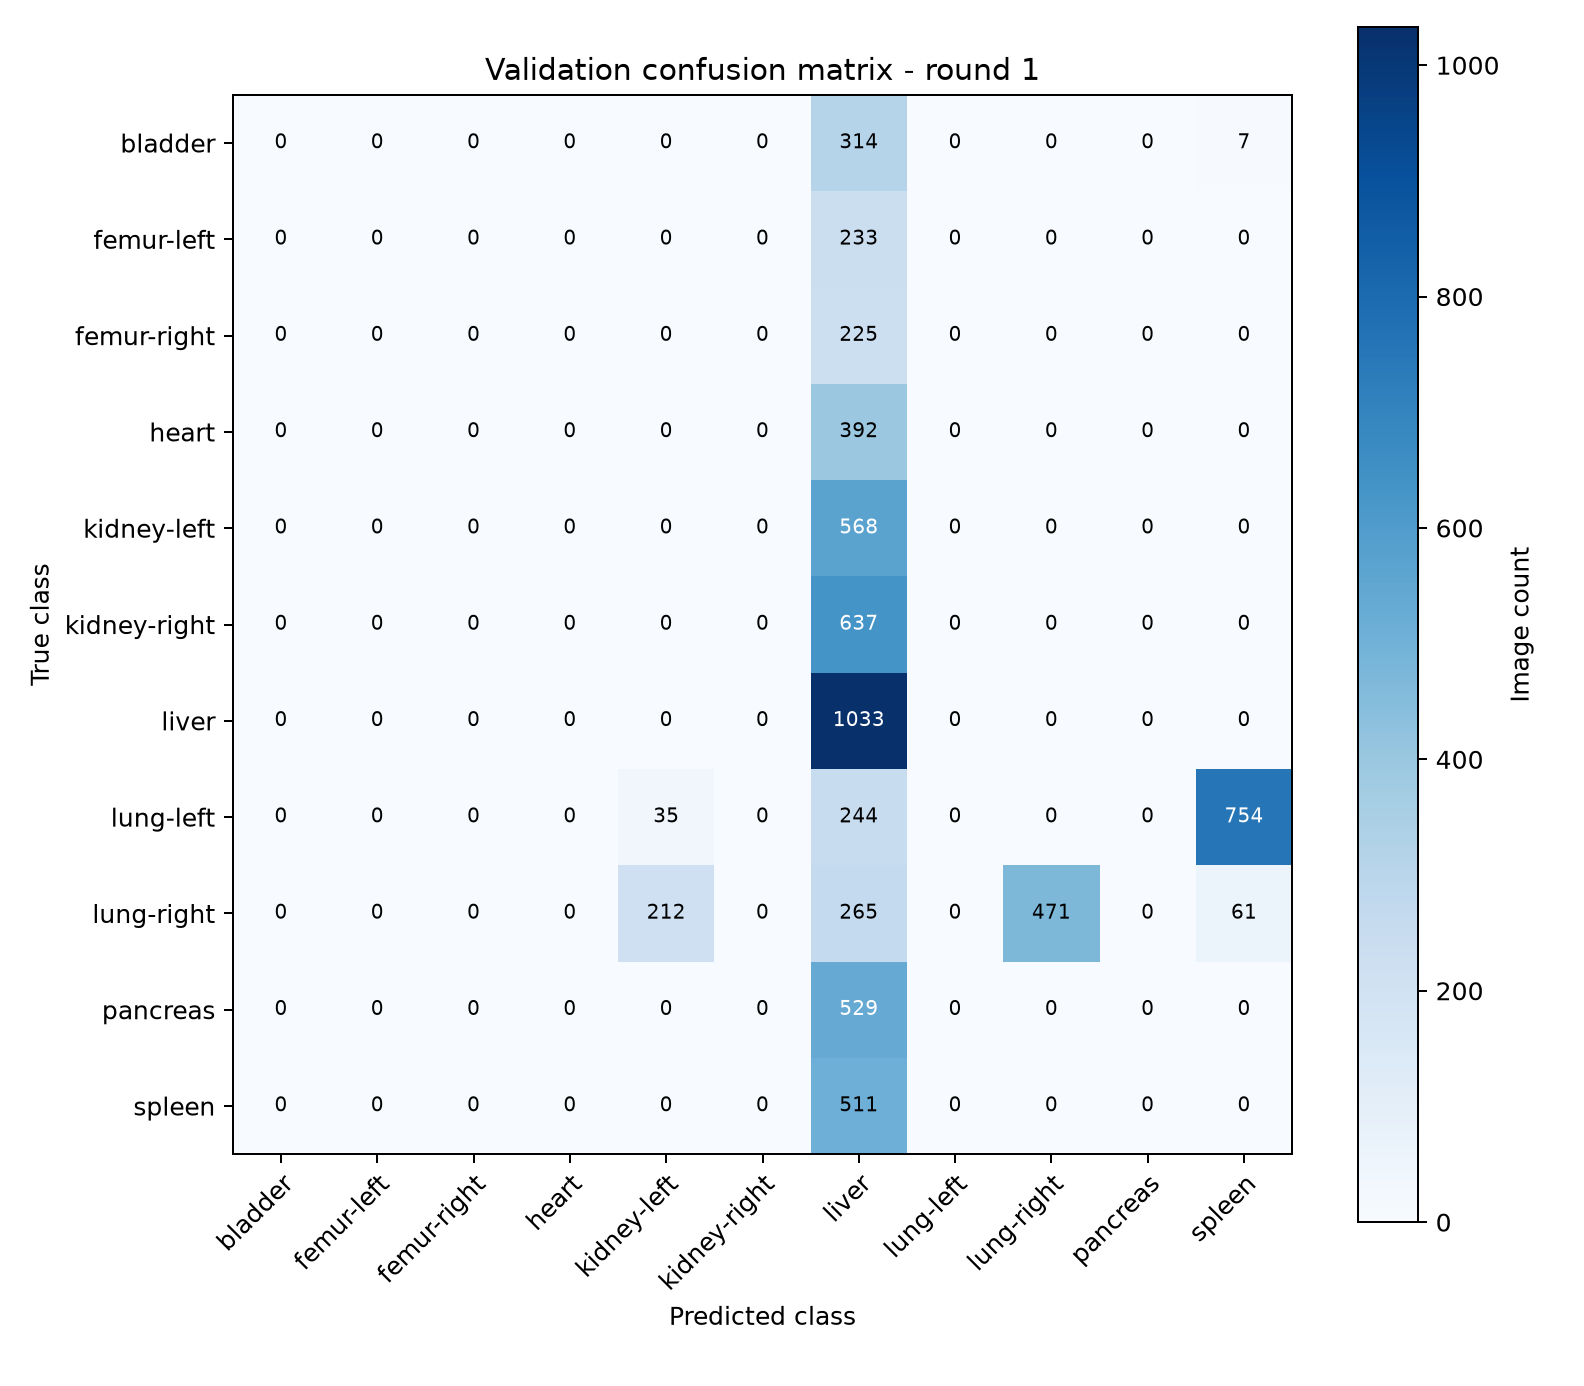 Validation confusion matrix - round 1
True class
bladder 0 0 0 0 0 0 314 0 0 0 7
femur-left 0 0 0 0 0 0 233 0 0 0 0
femur-right 0 0 0 0 0 0 225 0 0 0 0
heart 0 0 0 0 0 0 392 0 0 0 0
kidney-left 0 0 0 0 0 0 568 0 0 0 0
kidney-right 0 0 0 0 0 0 637 0 0 0 0
liver 0 0 0 0 0 0 1033 0 0 0 0
lung-left 0 0 0 0 35 0 244 0 0 0 754
lung-right 0 0 0 0 212 0 265 0 471 0 61
pancreas 0 0 0 0 0 0 529 0 0 0 0
spleen 0 0 0 0 0 0 511 0 0 0 0
bladder femur-left femur-right heart kidney-left kidney-right liver lung-left lung-right pancreas spleen
Predicted class
1000
800
600
400
200
0
Image count